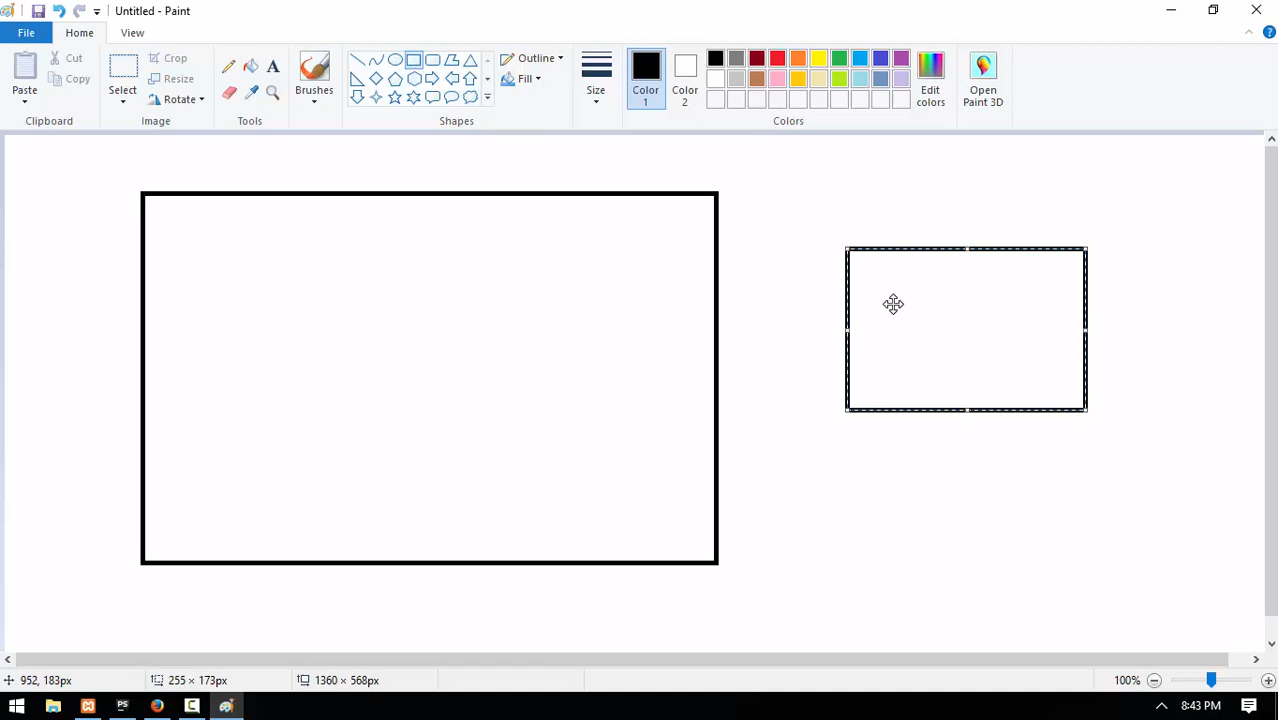 Untitled - Paint
File Home View
Paste
Cut
Copy
Clipboard
Select
Crop
Resize
Rotate
Image
A
Tools
Brushes
Outline
Fill
Shapes
Size
Color 1
Color 2
Edit colors
Colors
Open Paint 3D
952, 183px
255 × 173px
1360 × 568px
100%
8:43 PM